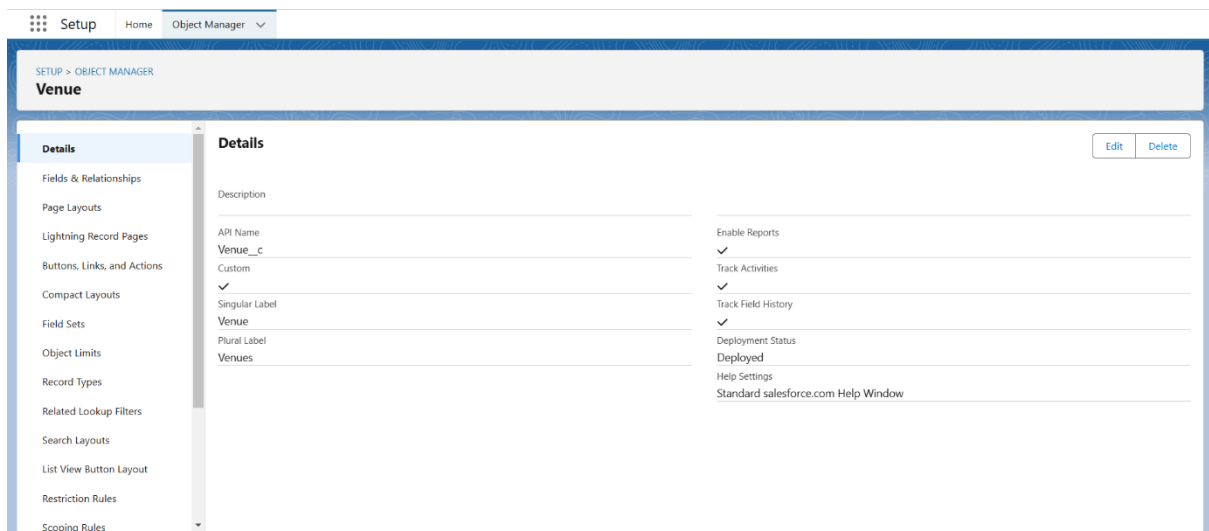 Setup Home Object Manager
SETUP > OBJECT MANAGER
Venue
Details
Fields & Relationships
Page Layouts
Lightning Record Pages
Buttons, Links, and Actions
Compact Layouts
Field Sets
Object Limits
Record Types
Related Lookup Filters
Search Layouts
List View Button Layout
Restriction Rules
Scoping Rules
Details
Edit Delete
Description
API Name
Venue__c
Custom
Singular Label
Venue
Plural Label
Venues
Enable Reports
Track Activities
Track Field History
Deployment Status
Deployed
Help Settings
Standard salesforce.com Help Window